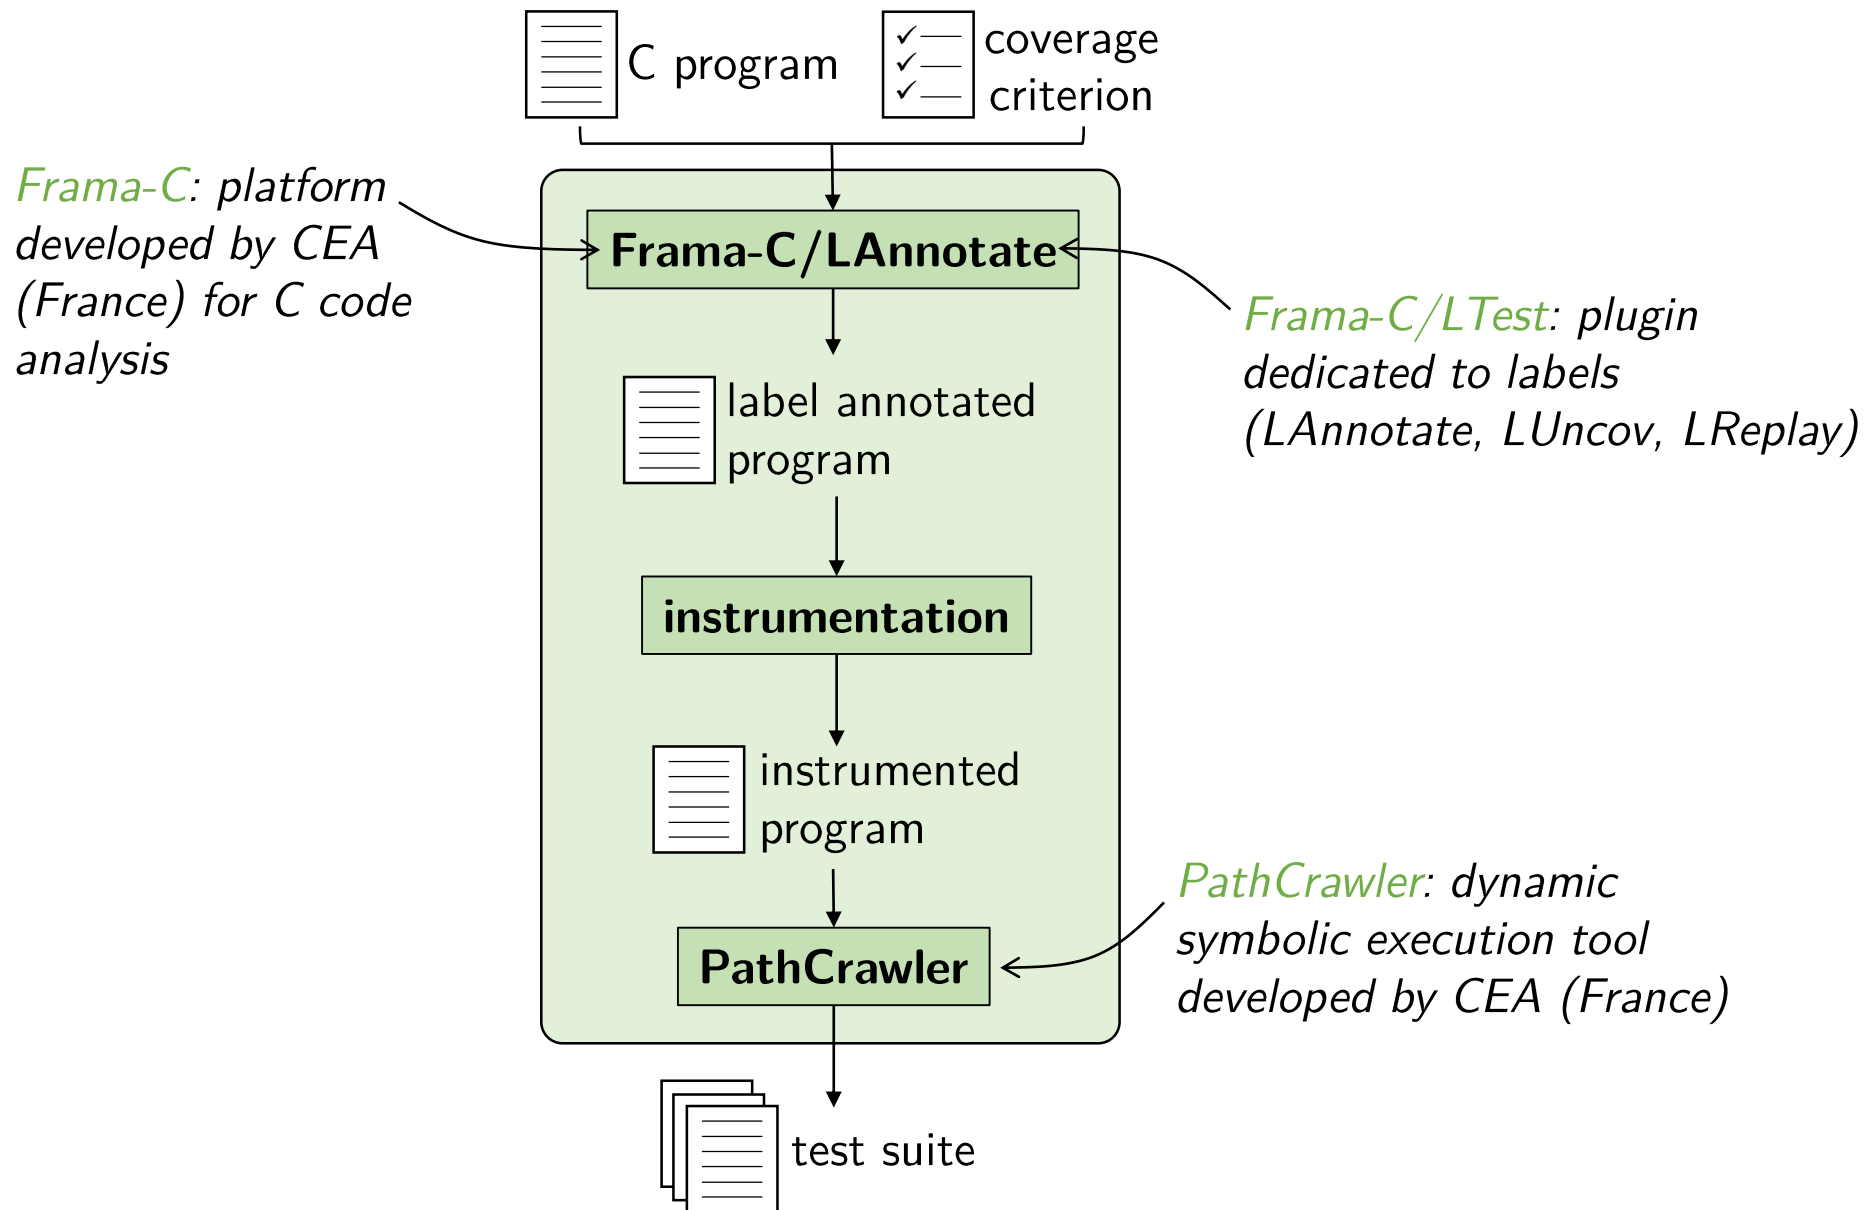 C program
coverage
criterion
Frama-C: platform
developed by CEA
(France) for C code
analysis
Frama-C/LAnnotate
Frama-C/LTest: plugin
dedicated to labels
(LAnnotate, LUncov, LReplay)
label annotated
program
instrumentation
instrumented
program
PathCrawler: dynamic
symbolic execution tool
developed by CEA (France)
PathCrawler
test suite